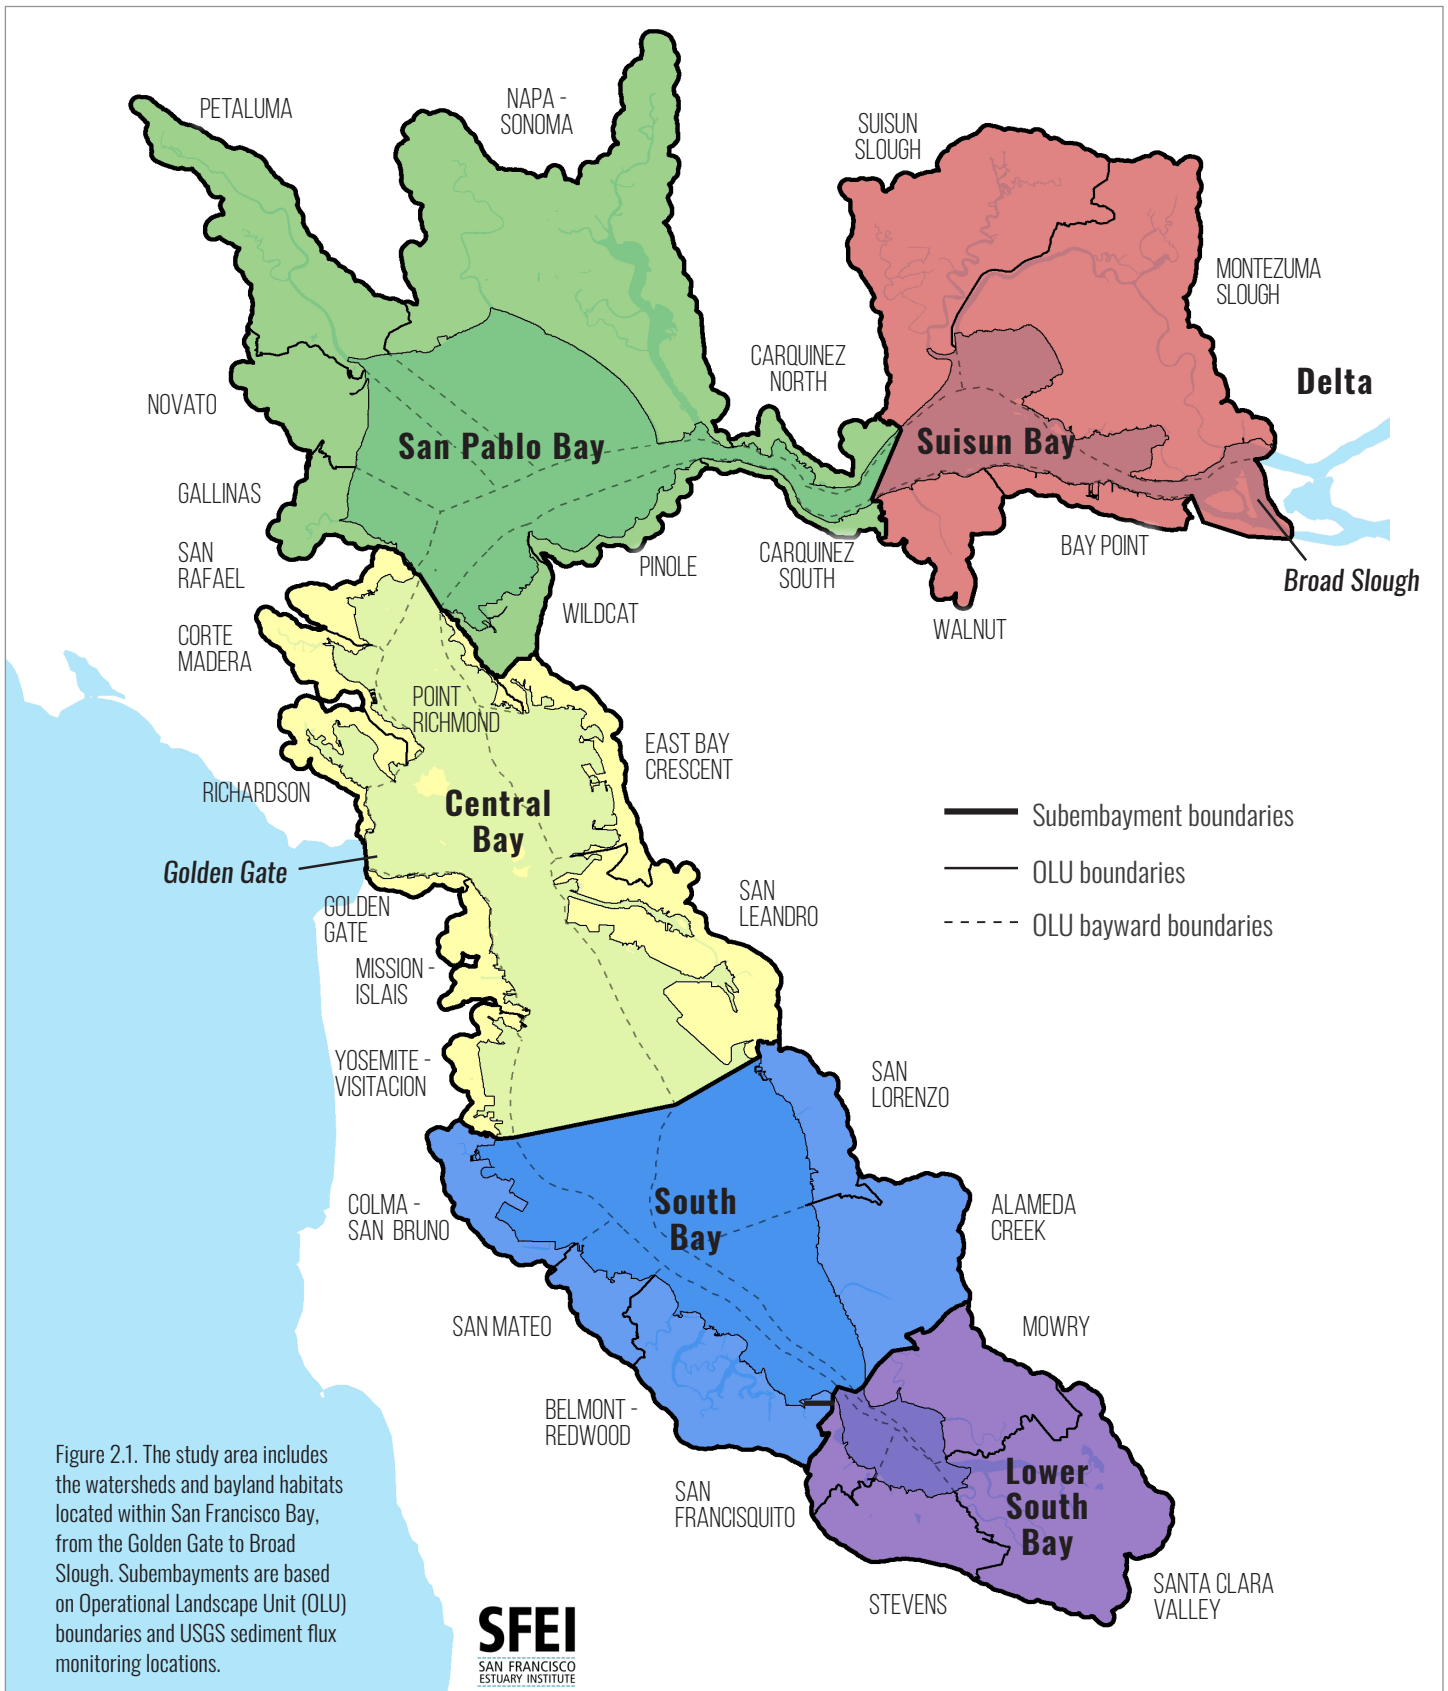 PETALUMA
NAPA -
SONOMA
SUISUN
SLOUGH
MONTEZUMA
SLOUGH
CARQUINEZ
NORTH
Delta
NOVATO
San Pablo Bay
Suisun Bay
GALLINAS
SAN
RAFAEL
PINOLE
CARQUINEZ
SOUTH
BAY POINT
Broad Slough
WILDCAT
WALNUT
CORTE
MADERA
POINT
RICHMOND
EAST BAY
CRESCENT
RICHARDSON
Central
Bay
Subembayment boundaries
OLU boundaries
OLU bayward boundaries
Golden Gate
GOLDEN
GATE
SAN
LEANDRO
MISSION -
ISLAIS
YOSEMITE -
VISITACION
SAN
LORENZO
COLMA -
SAN BRUNO
South
Bay
ALAMEDA
CREEK
SAN MATEO
MOWRY
BELMONT -
REDWOOD
SAN
FRANCISQUITO
Lower
South
Bay
STEVENS
SANTA CLARA
VALLEY
Figure 2.1. The study area includes
the watersheds and bayland habitats
located within San Francisco Bay,
from the Golden Gate to Broad
Slough. Subembayments are based
on Operational Landscape Unit (OLU)
boundaries and USGS sediment flux
monitoring locations.
SFEI
SAN FRANCISCO
ESTUARY INSTITUTE